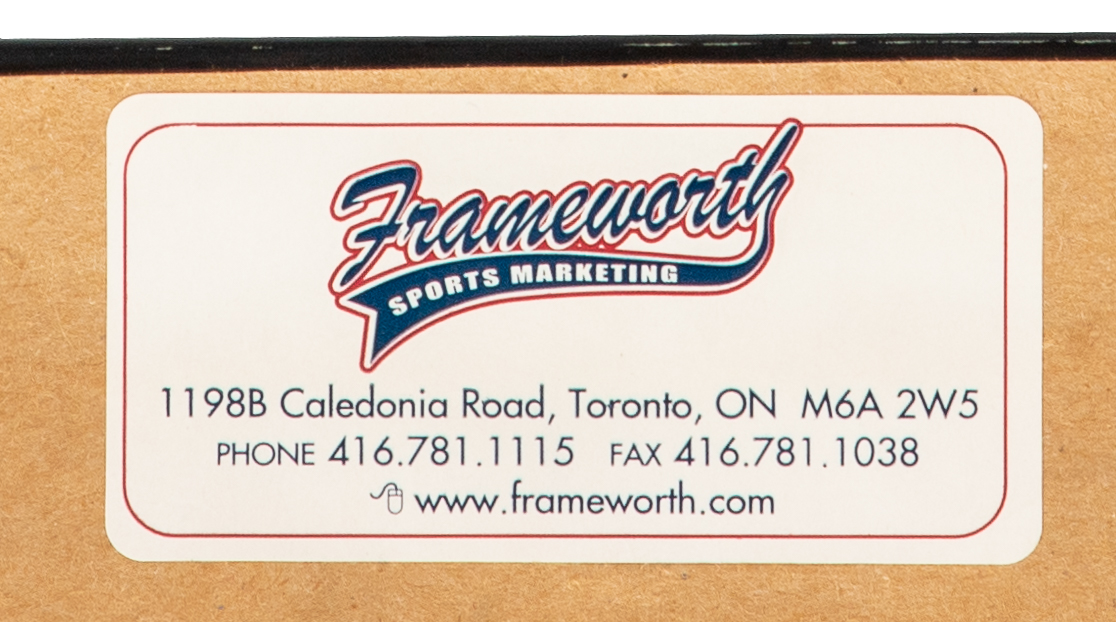 Frameworth
SPORTS MARKETING
1198B Caledonia Road, Toronto, ON M6A 2W5
PHONE 416.781.1115 FAX 416.781.1038
www.frameworth.com